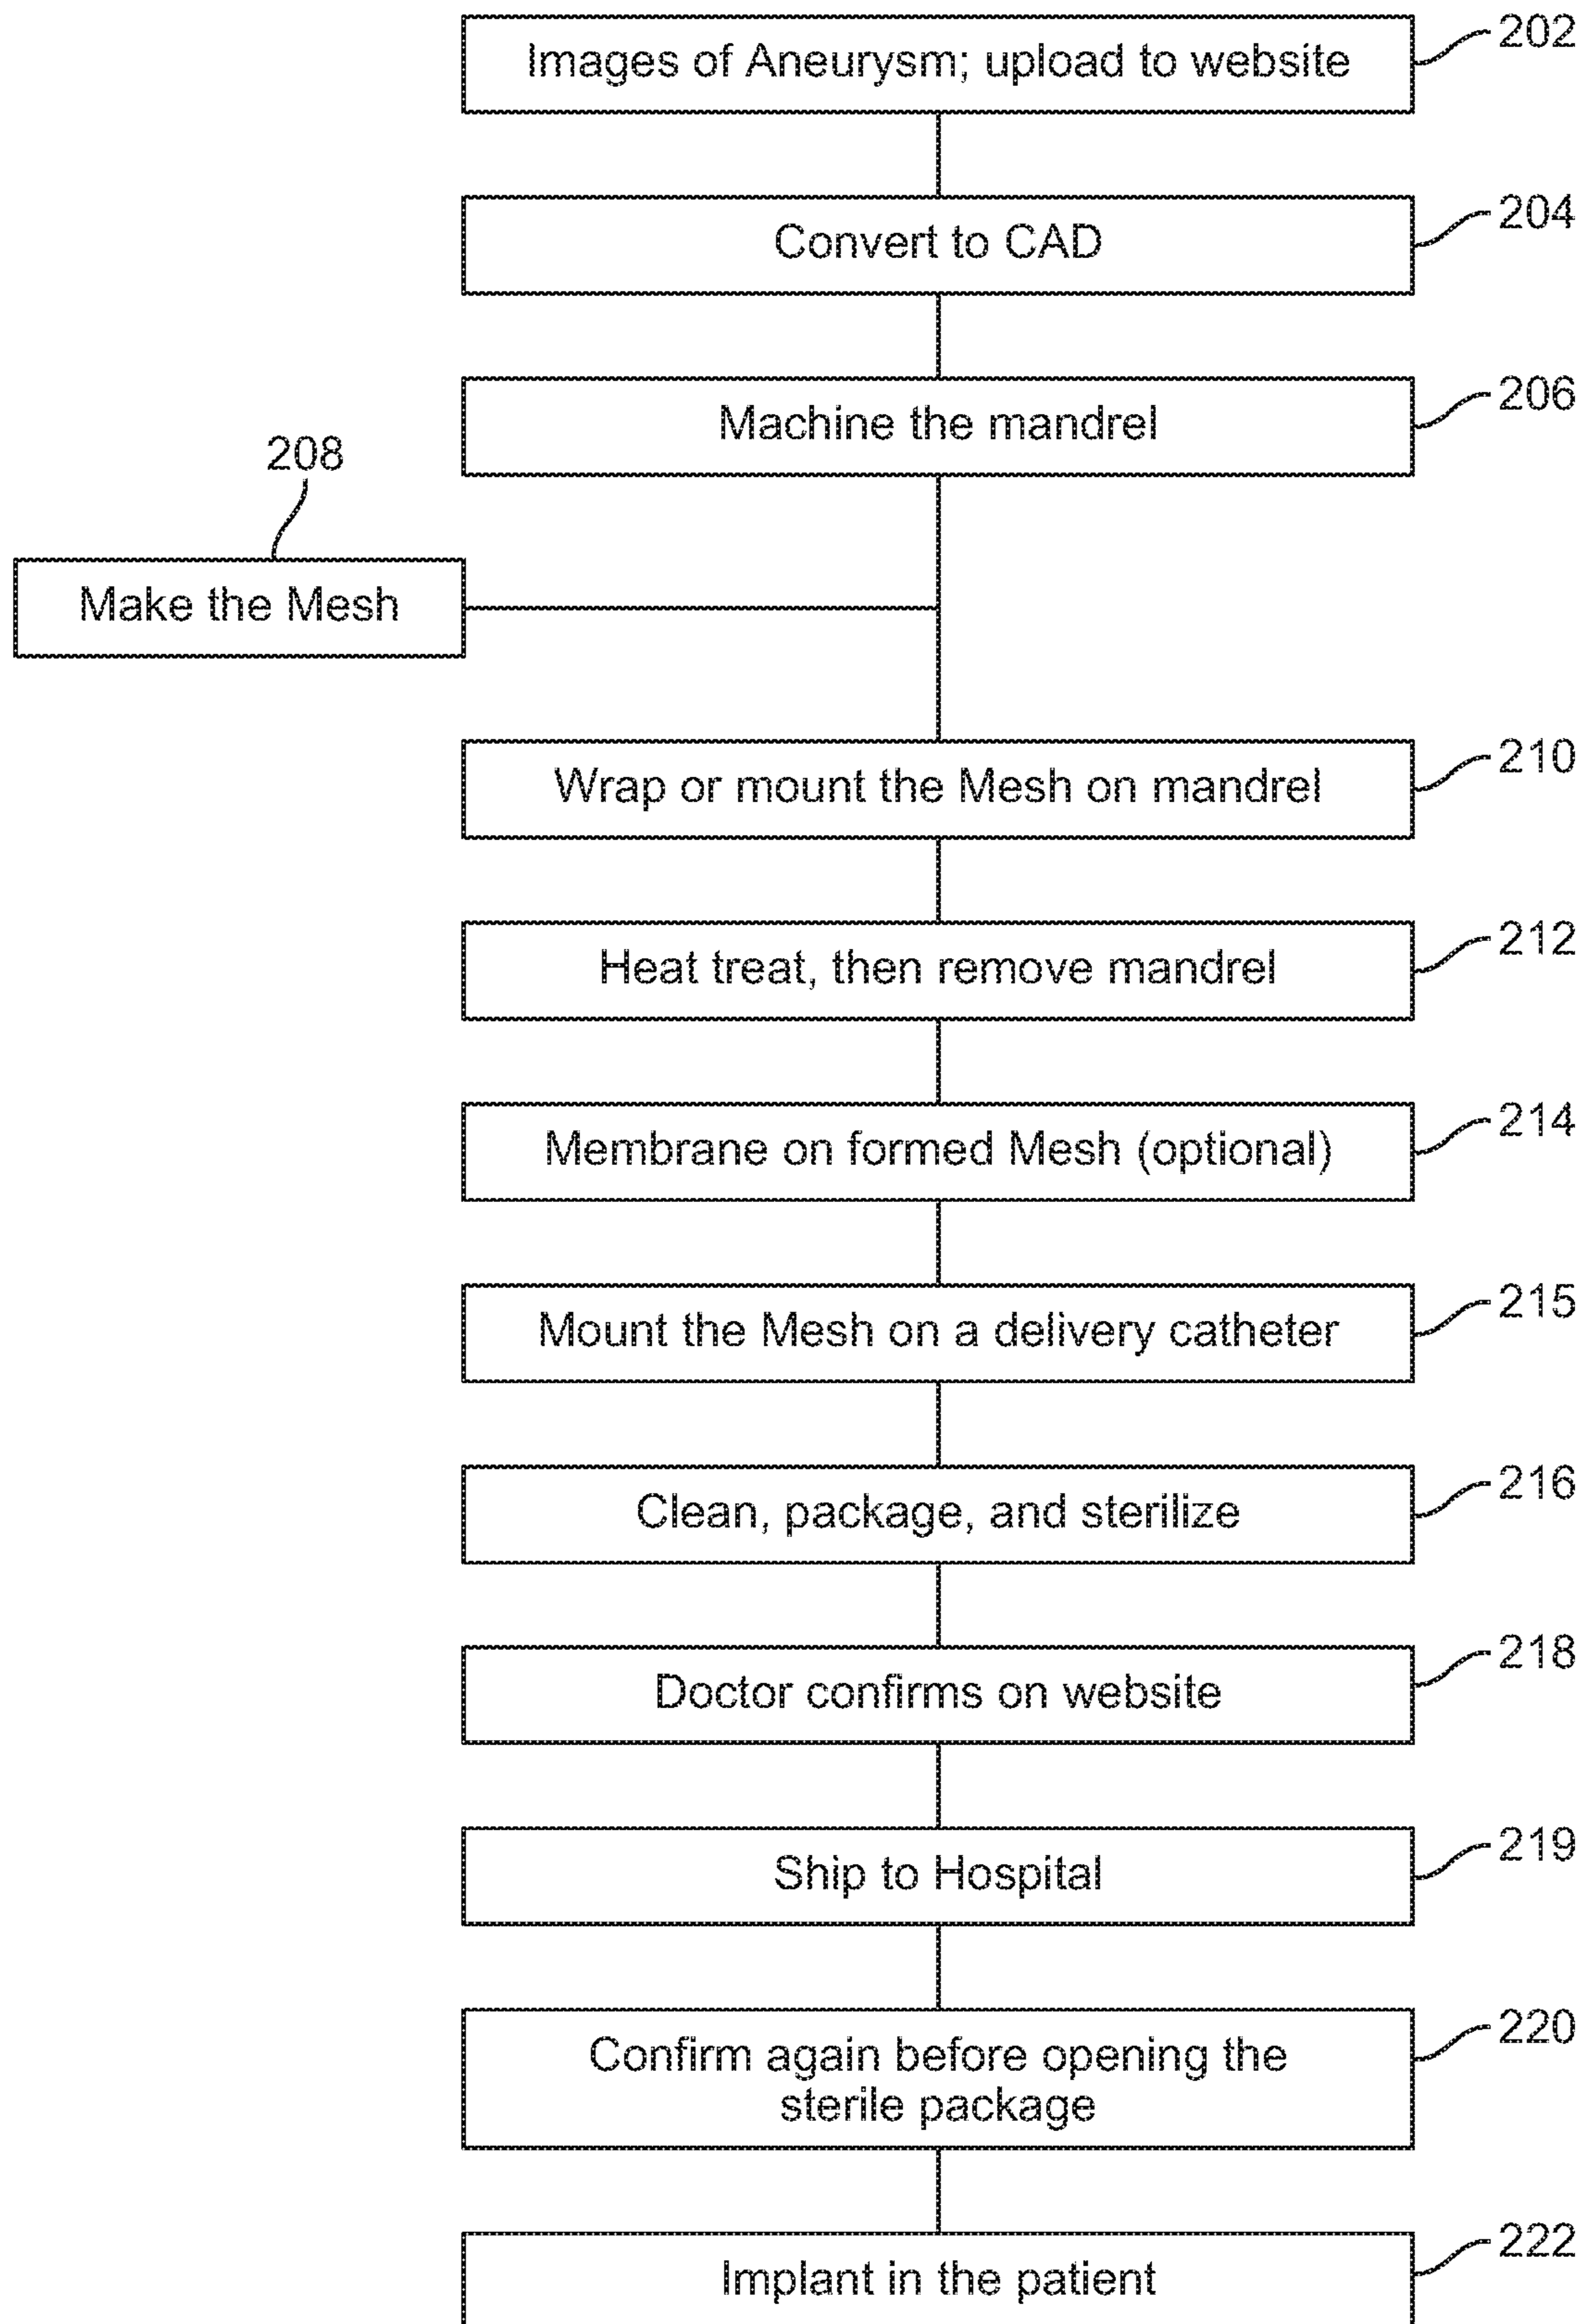 Images of Aneurysm; upload to website
202
Convert to CAD
204
Machine the mandrel
206
208
Make the Mesh
Wrap or mount the Mesh on mandrel
210
Heat treat, then remove mandrel
212
Membrane on formed Mesh (optional)
214
Mount the Mesh on a delivery catheter
215
Clean, package, and sterilize
216
Doctor confirms on website
218
Ship to Hospital
219
Confirm again before opening the
sterile package
220
Implant in the patient
222